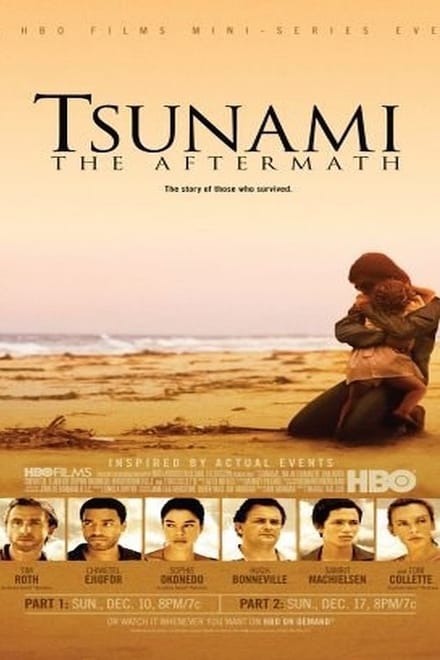 HBO FILMS MINI-SERIES EVE
TSUNAMI
THE AFTERMATH
The story of those who survived.
INSPIRED BY ACTUAL EVENTS
HBO FILMS
HBO
TIM
ROTH
CHIWETEL
EJIOFOR
SOPHIE
OKONEDO
HUGH
BONNEVILLE
SAMRIT
MACHIELSEN
AND TONI
COLLETTE
PART 1: SUN., DEC. 10, 8PM/7c
PART 2: SUN., DEC. 17, 8PM/7c
OR WATCH IT WHENEVER YOU WANT ON HBO ON DEMAND